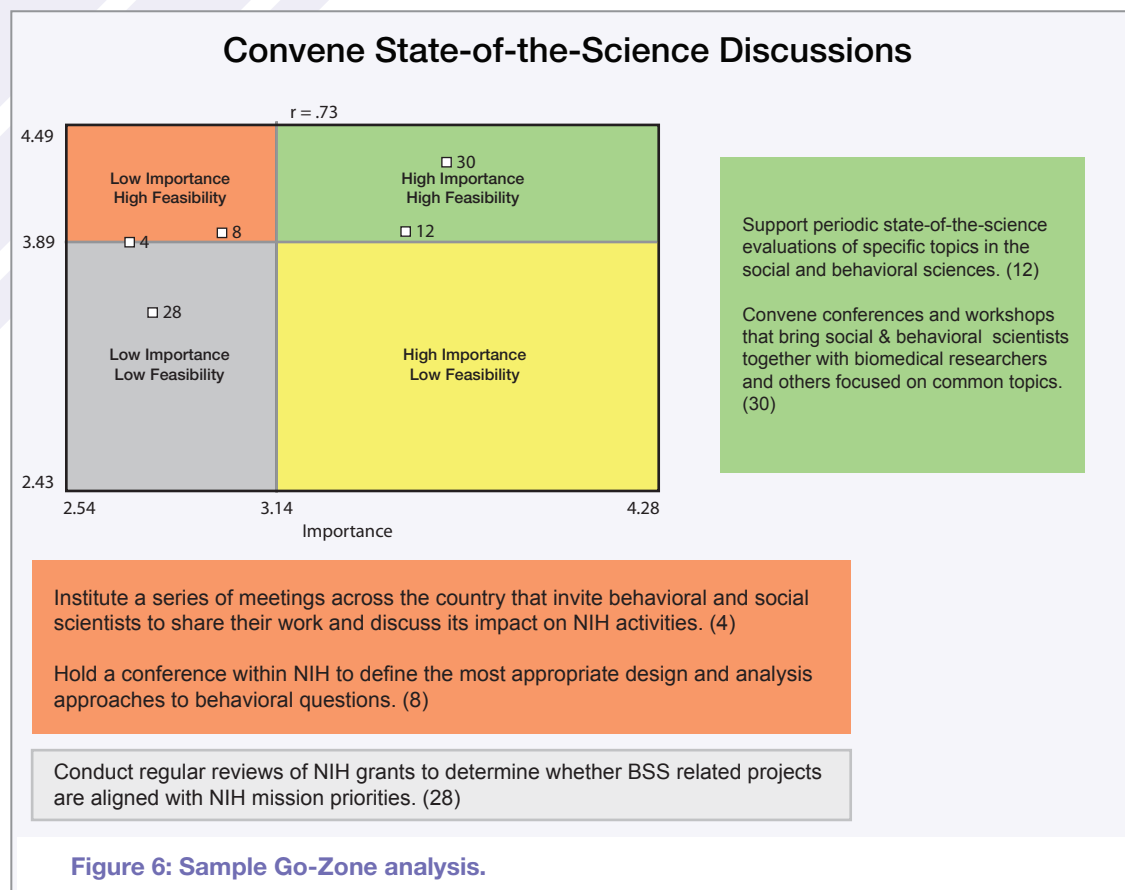 Convene State-of-the-Science Discussions
r = .73
4.49
30
Low Importance
High Feasibility
High Importance
High Feasibility
8
12
3.89
4
28
Low Importance
Low Feasibility
High Importance
Low Feasibility
2.43
2.54
3.14
4.28
Importance
Support periodic state-of-the-science
evaluations of specific topics in the
social and behavioral sciences. (12)
Convene conferences and workshops
that bring social & behavioral scientists
together with biomedical researchers
and others focused on common topics.
(30)
Institute a series of meetings across the country that invite behavioral and social
scientists to share their work and discuss its impact on NIH activities. (4)
Hold a conference within NIH to define the most appropriate design and analysis
approaches to behavioral questions. (8)
Conduct regular reviews of NIH grants to determine whether BSS related projects
are aligned with NIH mission priorities. (28)
Figure 6: Sample Go-Zone analysis.